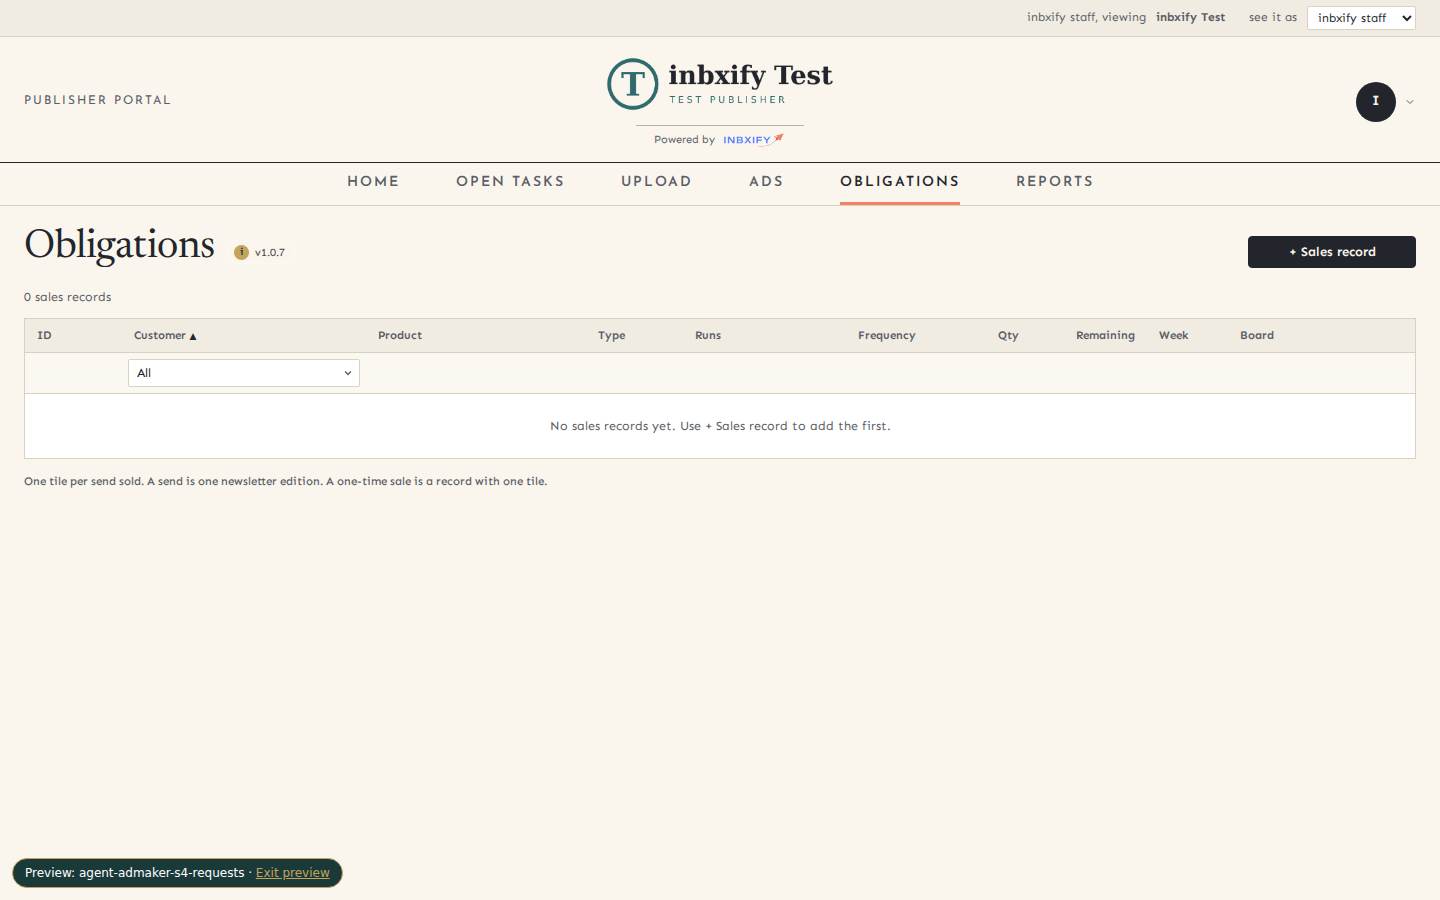 inbxify staff, viewing inbxify Test see it as inbxify staff
PUBLISHER PORTAL
T
inbxify Test
TEST PUBLISHER
Powered by INBXIFY
I
HOME OPEN TASKS UPLOAD ADS OBLIGATIONS REPORTS
Obligations i v1.0.7
+ Sales record
0 sales records
ID Customer ▲ Product Type Runs Frequency Qty Remaining Week Board
All
No sales records yet. Use + Sales record to add the first.
One tile per send sold. A send is one newsletter edition. A one-time sale is a record with one tile.
Preview: agent-admaker-s4-requests · Exit preview